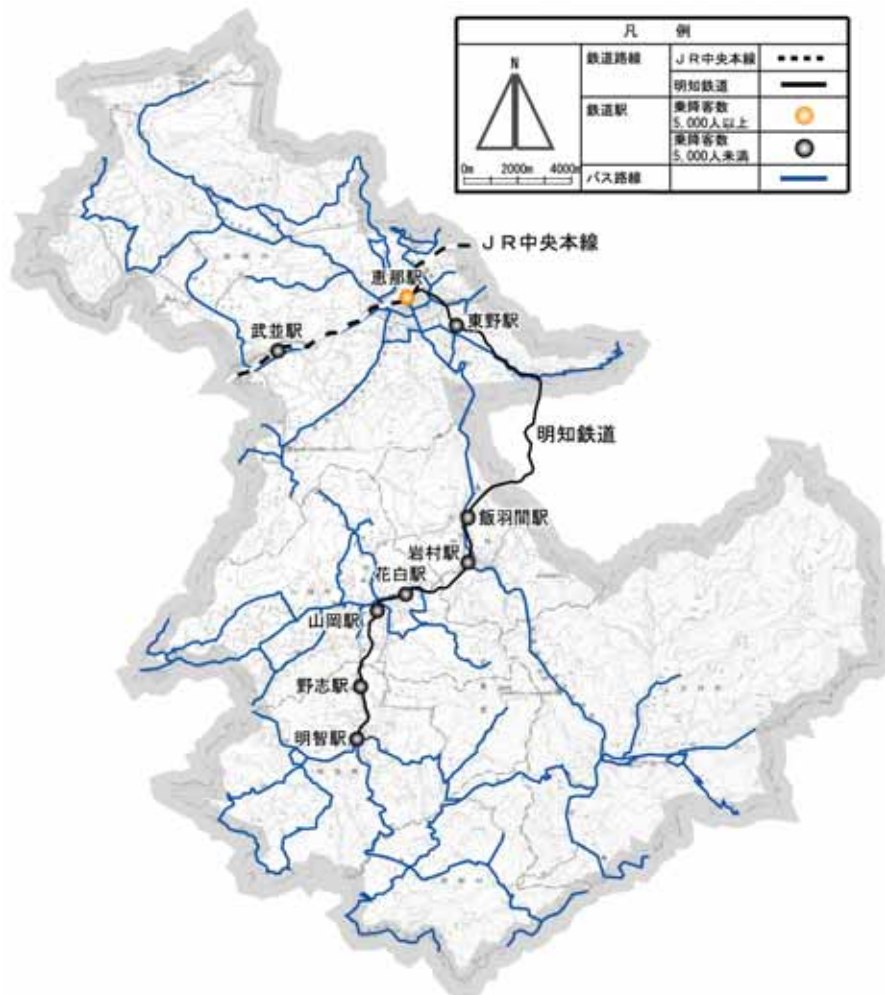 凡　例
鉄道路線
ＪＲ中央本線
明知鉄道
鉄道駅
乗降客数
5,000人以上
乗降客数
5,000人未満
バス路線
N
0m 2000m 4000m
ＪＲ中央本線
恵那駅
東野駅
武並駅
明知鉄道
飯羽間駅
岩村駅
花白駅
山岡駅
野志駅
明智駅